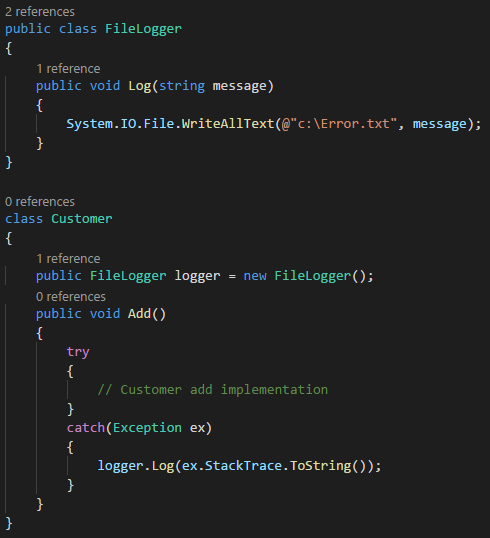 2 references
public class FileLogger
{
1 reference
public void Log(string message)
{
System.IO.File.WriteAllText(@"c:\Error.txt", message);
}
}
0 references
class Customer
{
1 reference
public FileLogger logger = new FileLogger();
0 references
public void Add()
{
try
{
// Customer add implementation
}
catch(Exception ex)
{
logger.Log(ex.StackTrace.ToString());
}
}
}